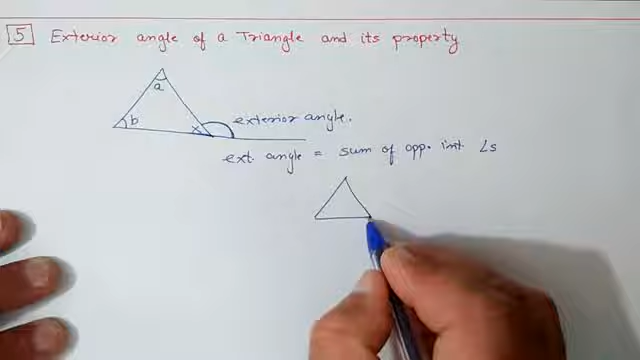 5 Exterior angle of a Triangle and its property
a
b
x
exterior angle.
ext. angle = sum of opp. int. ∠s